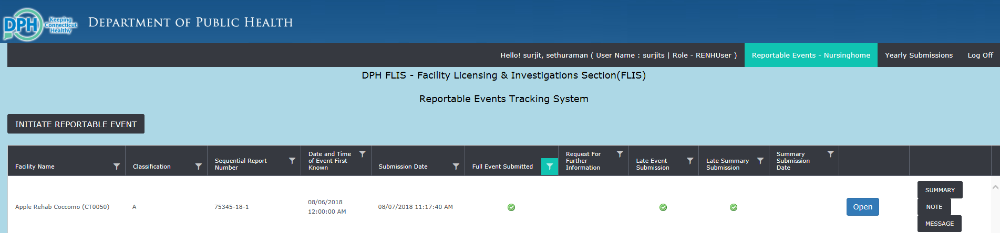 DPH Keeping Connecticut Healthy
DEPARTMENT OF PUBLIC HEALTH
Hello! surjit, sethuraman ( User Name : surjits | Role - RENHUser )
Reportable Events - Nursinghome
Yearly Submissions
Log Off
DPH FLIS - Facility Licensing & Investigations Section(FLIS)
Reportable Events Tracking System
INITIATE REPORTABLE EVENT
Facility Name
Classification
Sequential Report
Number
Date and Time
of Event First
Known
Submission Date
Full Event Submitted
Request For
Further
Information
Late Event
Submission
Late Summary
Submission
Summary
Submission
Date
Apple Rehab Coccomo (CT0050)
A
75345-18-1
08/06/2018
12:00:00 AM
08/07/2018 11:17:40 AM
Open
SUMMARY
NOTE
MESSAGE